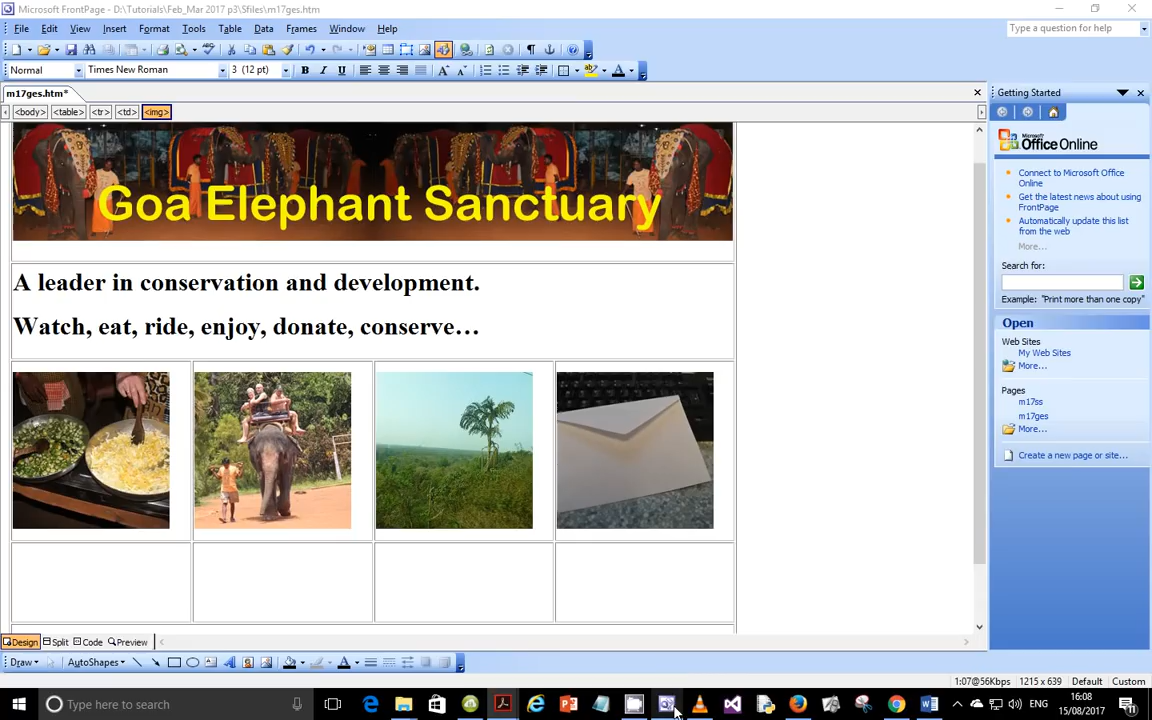 Microsoft FrontPage - D:\Tutorials\Feb_Mar 2017 p3\Sfiles\m17ges.htm
File Edit View Insert Format Tools Table Data Frames Window Help
Type a question for help
Normal Times New Roman 3 (12 pt) B I U
m17ges.htm*
<body> <table> <tr> <td> <img>
Goa Elephant Sanctuary
A leader in conservation and development.
Watch, eat, ride, enjoy, donate, conserve…
Design Split Code Preview
Draw AutoShapes
1:07@56Kbps 1215 x 639 Default Custom
Getting Started
Microsoft
Office Online
Connect to Microsoft Office
Online
Get the latest news about using
FrontPage
Automatically update this list
from the web
More...
Search for:
Example: "Print more than one copy"
Open
Web Sites
My Web Sites
More...
Pages
m17ss
m17ges
More...
Create a new page or site...
Type here to search
16:08
15/08/2017
11